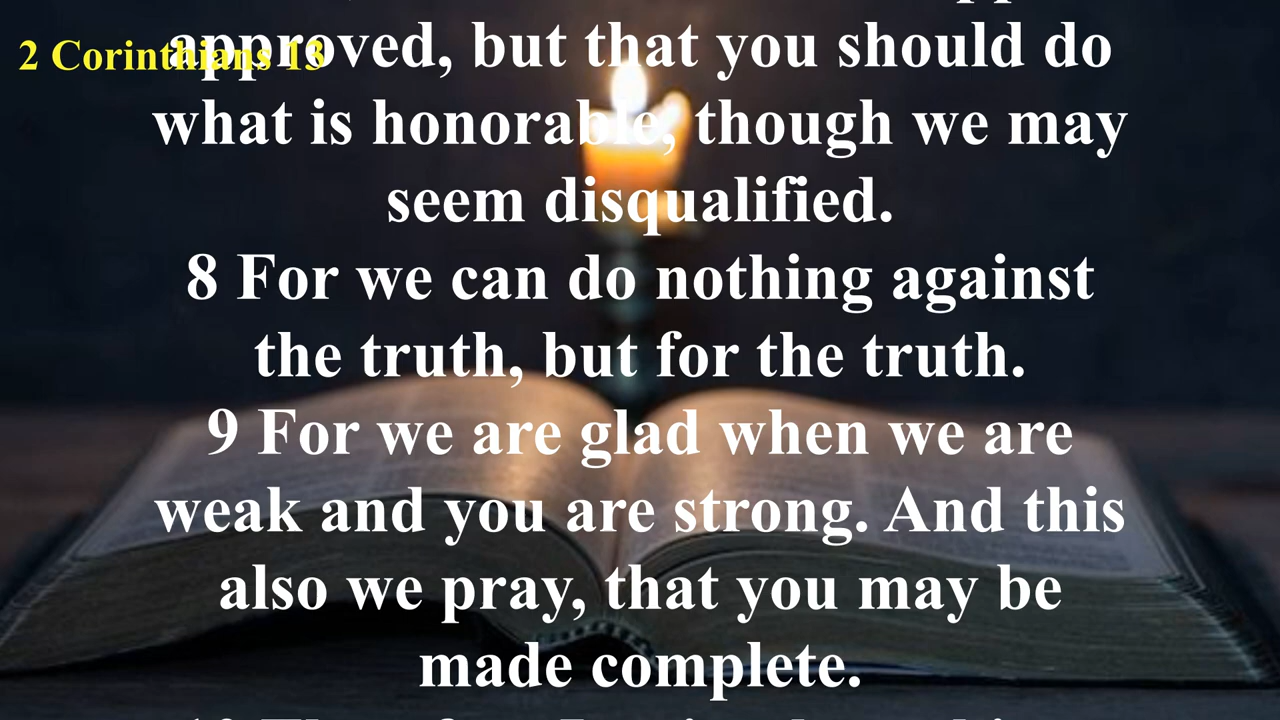 2 Corinthians 13
approved, but that you should do
what is honorable, though we may
seem disqualified.
8 For we can do nothing against
the truth, but for the truth.
9 For we are glad when we are
weak and you are strong. And this
also we pray, that you may be
made complete.